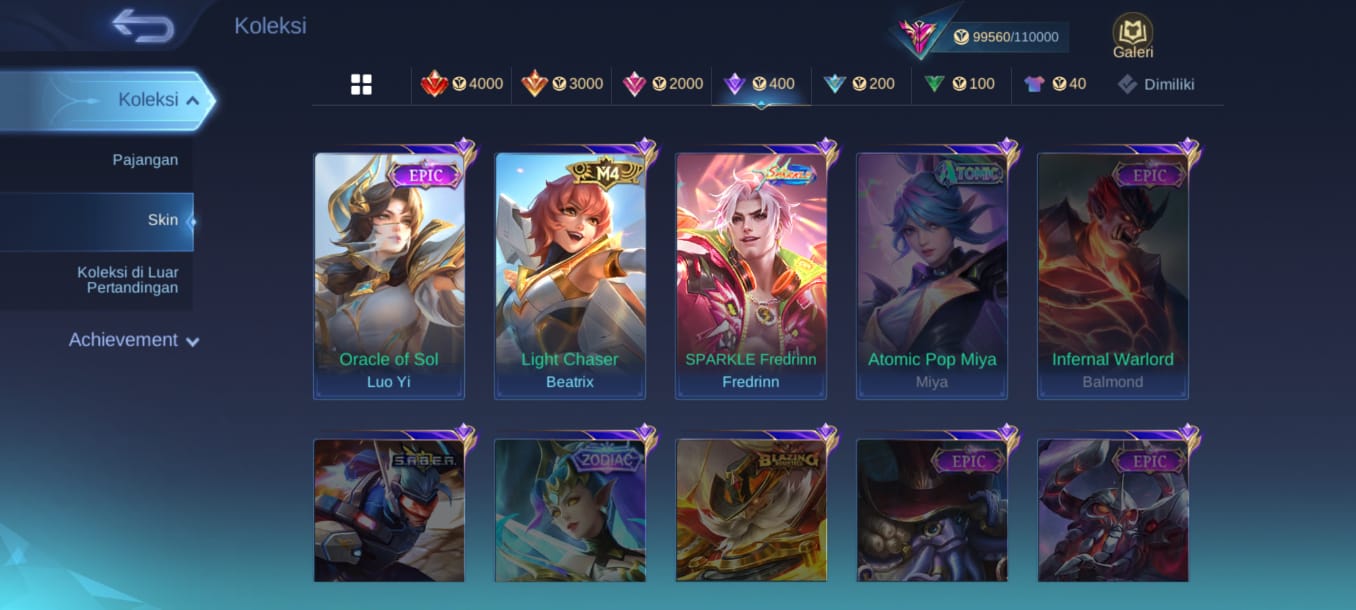 Koleksi
99560/110000
Galeri
4000
3000
2000
400
200
100
40
Dimiliki
Koleksi
Pajangan
Skin
Koleksi di Luar
Pertandingan
Achievement
EPIC
Oracle of Sol
Luo Yi
M4
Light Chaser
Beatrix
SPARKLE
SPARKLE Fredrinn
Fredrinn
ATOMIC
Atomic Pop Miya
Miya
EPIC
Infernal Warlord
Balmond
S.A.B.E.R.
ZODIAC
BLAZING
EPIC
EPIC